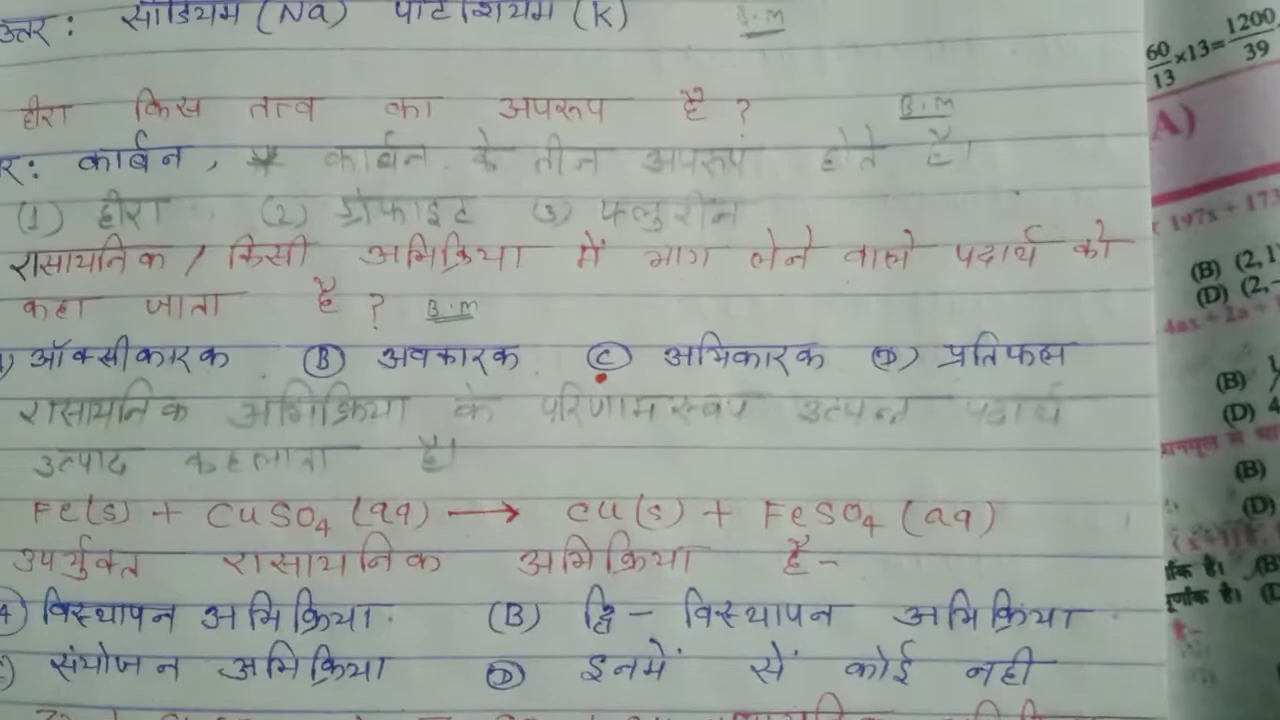 उत्तर: सोडियम (Na) पोटेशियम (K) B.M
हीरा किस तत्व का अपरूप है ? B.M
र: कार्बन, कार्बन के तीन अपरूप होते है।
(1) हीरा (2) ग्रेफाइट (3) फ्लुरीन
रासायनिक / किसी अभिक्रिया में भाग लेने वाले पदार्थ को
कहा जाता है ? B.M
ऑक्सीकारक (B) अवकारक (C) अभिकारक (D) प्रतिफल
रासायनिक अभिक्रिया के परिणामस्वरूप उत्पन्न पदार्थ
उत्पाद कहलाता है।
Fe(s) + CuSO₄ (aq) → Cu(s) + FeSO₄ (aq)
उपर्युक्त रासायनिक अभिक्रिया है-
(A) विस्थापन अभिक्रिया (B) द्वि - विस्थापन अभिक्रिया
संयोजन अभिक्रिया (D) इनमें सें कोई नही
60/13 ×13= 1200/39
A)
(B) (2, 1
(D) (2, -
4ax + 2a +
(B)
(D) 4
(B)
(D)